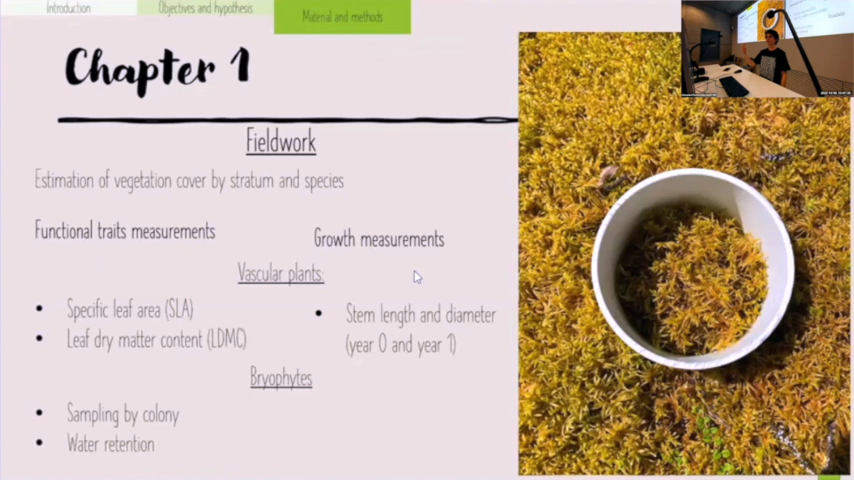 Introduction
Objectives and hypothesis
Material and methods
Chapter 1
Fieldwork
Estimation of vegetation cover by stratum and species
Functional traits measurements
Growth measurements
Vascular plants:
• Specific leaf area (SLA)
• Leaf dry matter content (LDMC)
• Stem length and diameter
(year 0 and year 1)
Bryophytes
• Sampling by colony
• Water retention